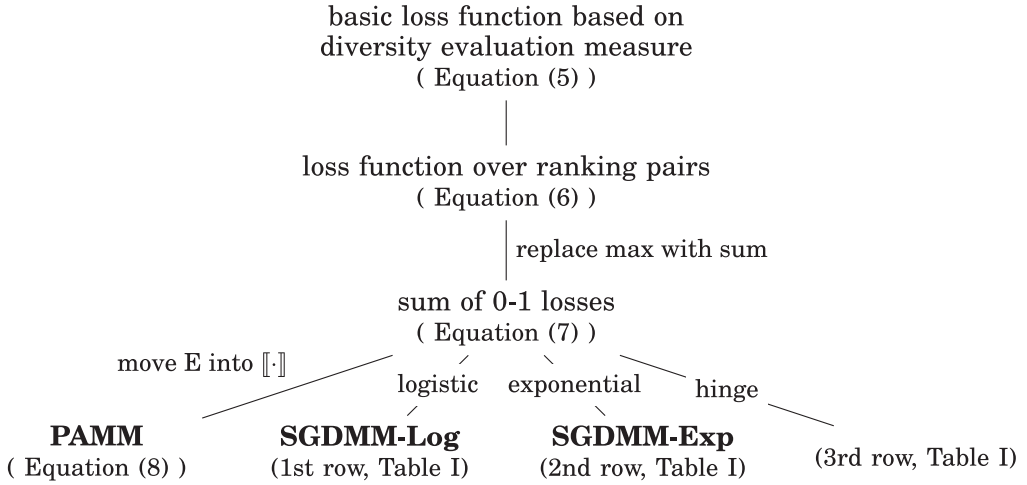 basic loss function based on
diversity evaluation measure
( Equation (5) )
loss function over ranking pairs
( Equation (6) )
replace max with sum
sum of 0-1 losses
( Equation (7) )
move E into ⟦·⟧
logistic
exponential
hinge
PAMM
( Equation (8) )
SGDMM-Log
(1st row, Table I)
SGDMM-Exp
(2nd row, Table I)
(3rd row, Table I)